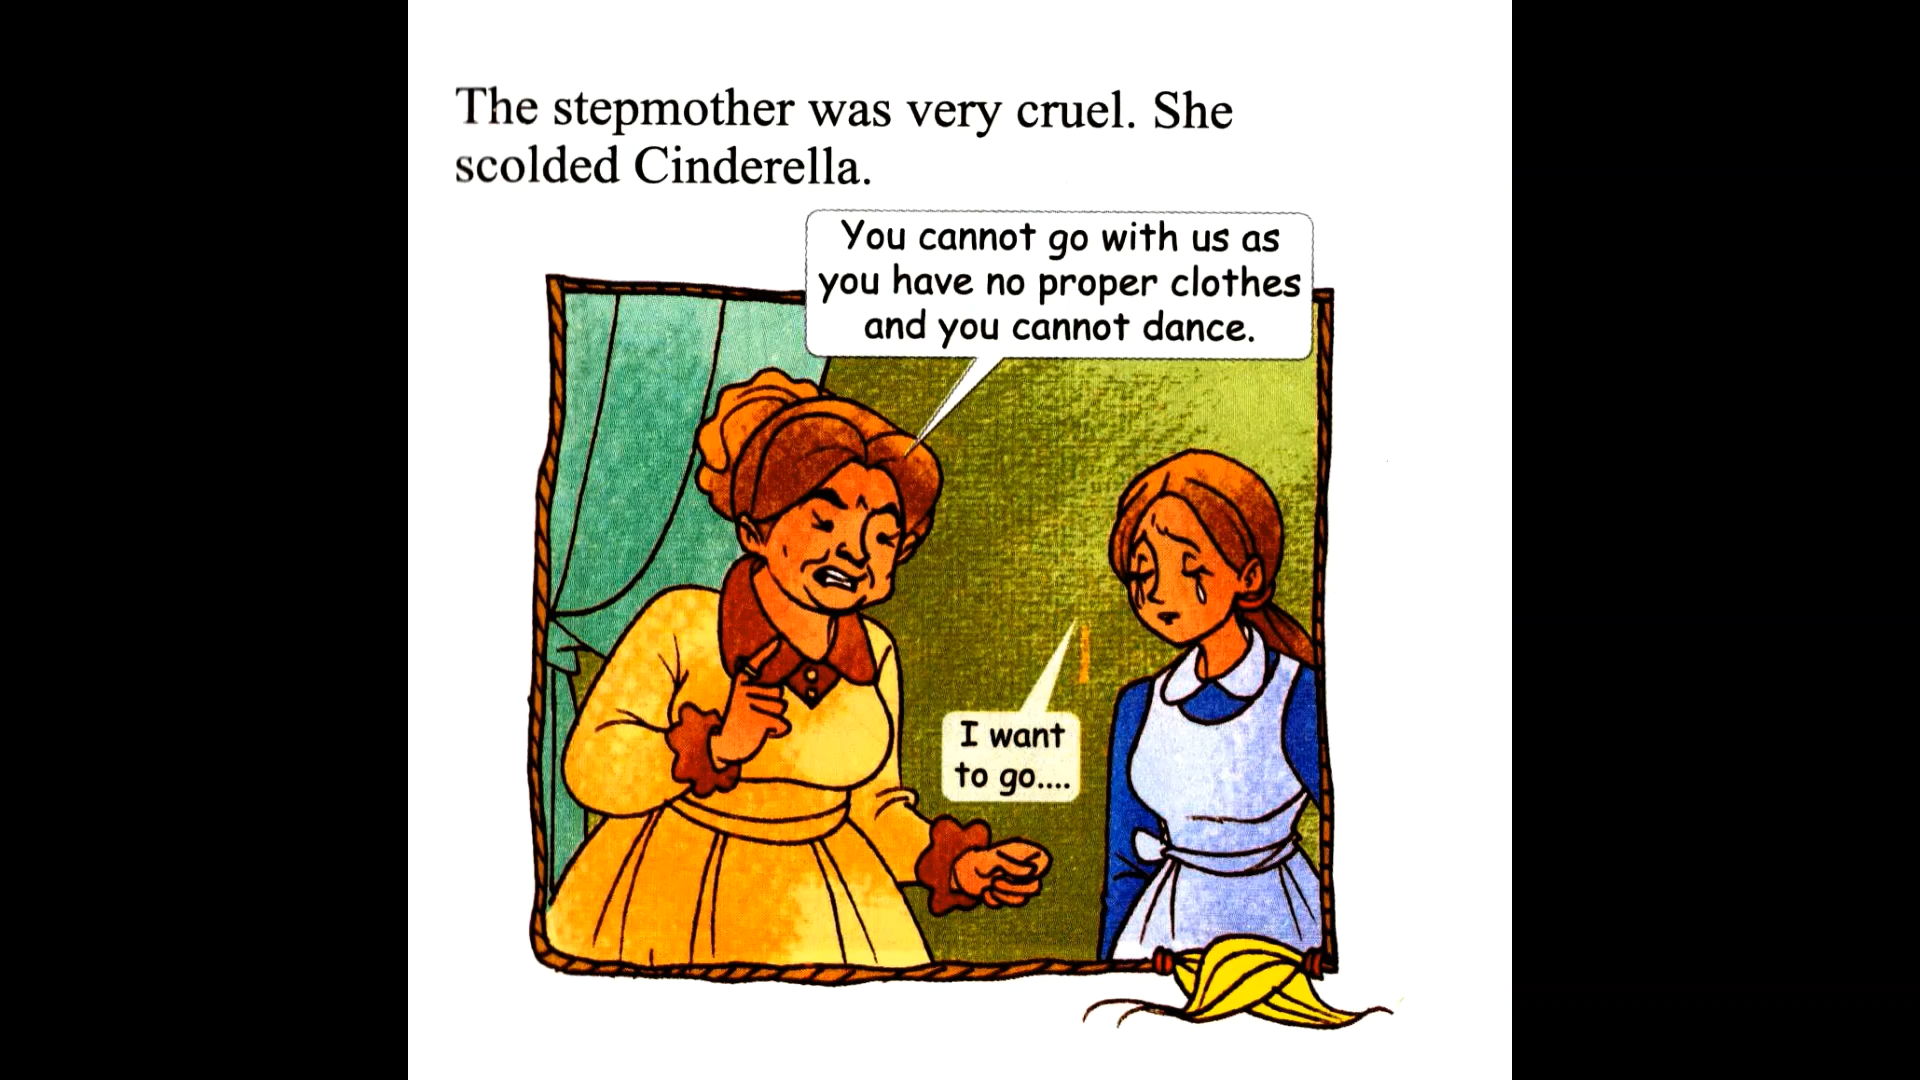 The stepmother was very cruel. She
scolded Cinderella.
You cannot go with us as
you have no proper clothes
and you cannot dance.
I want
to go....